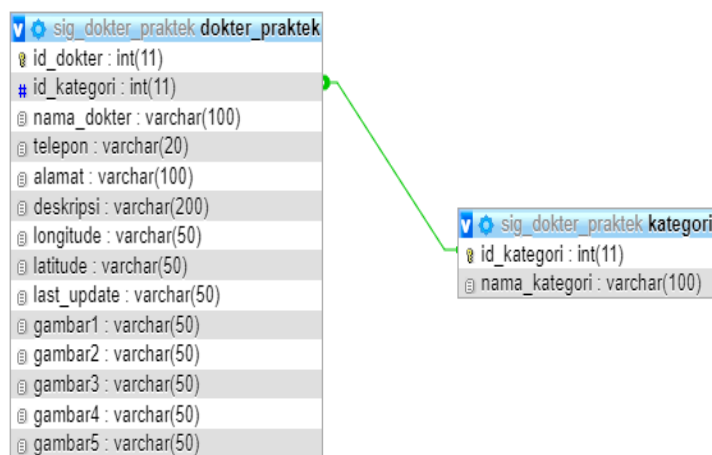 sig_dokter_praktek dokter_praktek
id_dokter : int(11)
# id_kategori : int(11)
nama_dokter : varchar(100)
telepon : varchar(20)
alamat : varchar(100)
deskripsi : varchar(200)
longitude : varchar(50)
latitude : varchar(50)
last_update : varchar(50)
gambar1 : varchar(50)
gambar2 : varchar(50)
gambar3 : varchar(50)
gambar4 : varchar(50)
gambar5 : varchar(50)
v sig_dokter_praktek kategori
id_kategori : int(11)
nama_kategori : varchar(100)